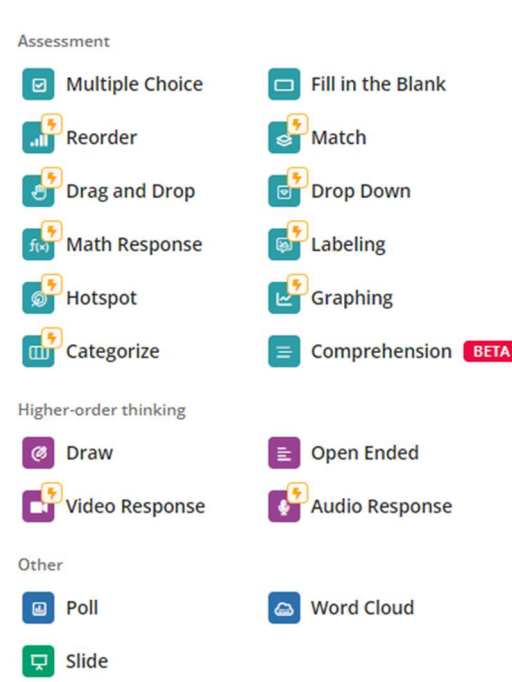 Assessment
Multiple Choice
Fill in the Blank
Reorder
Match
Drag and Drop
Drop Down
f(x) Math Response
Labeling
Hotspot
Graphing
Categorize
Comprehension BETA
Higher-order thinking
Draw
Open Ended
Video Response
Audio Response
Other
Poll
Word Cloud
Slide